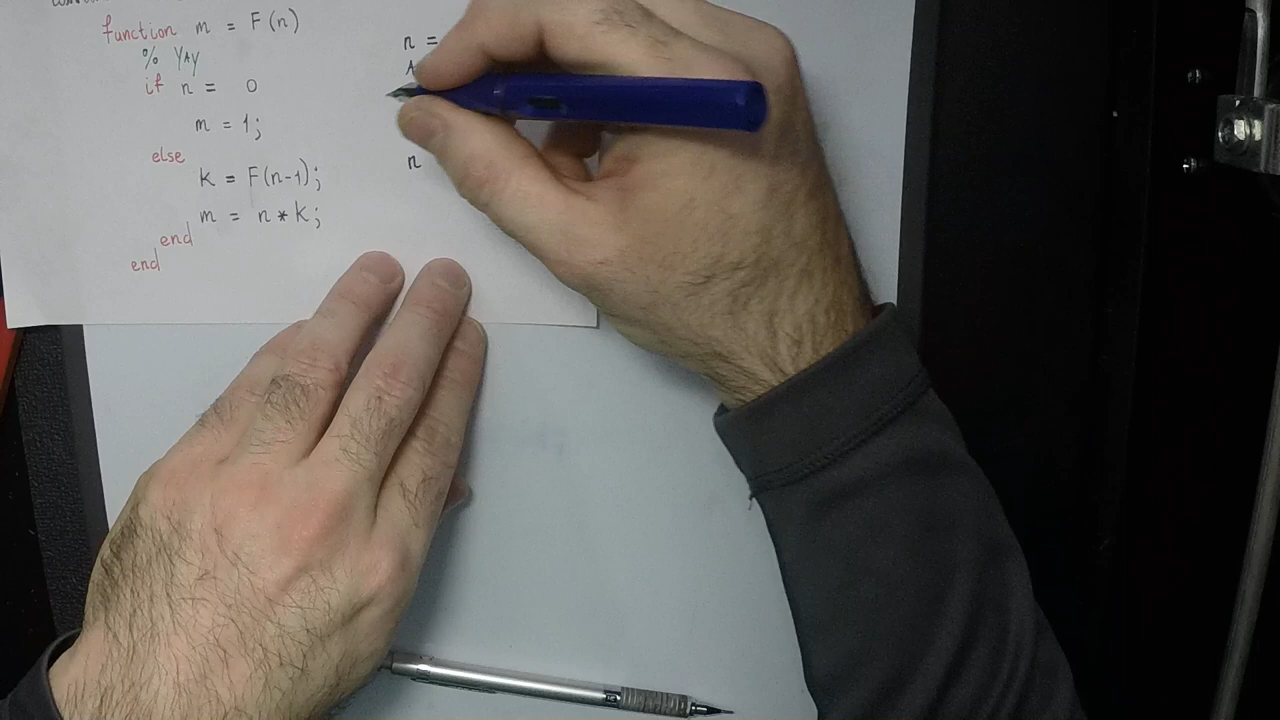 function m = F(n)
% YAY
if n = 0
m = 1;
else
k = F(n-1);
m = n * k;
end
end
n =
n